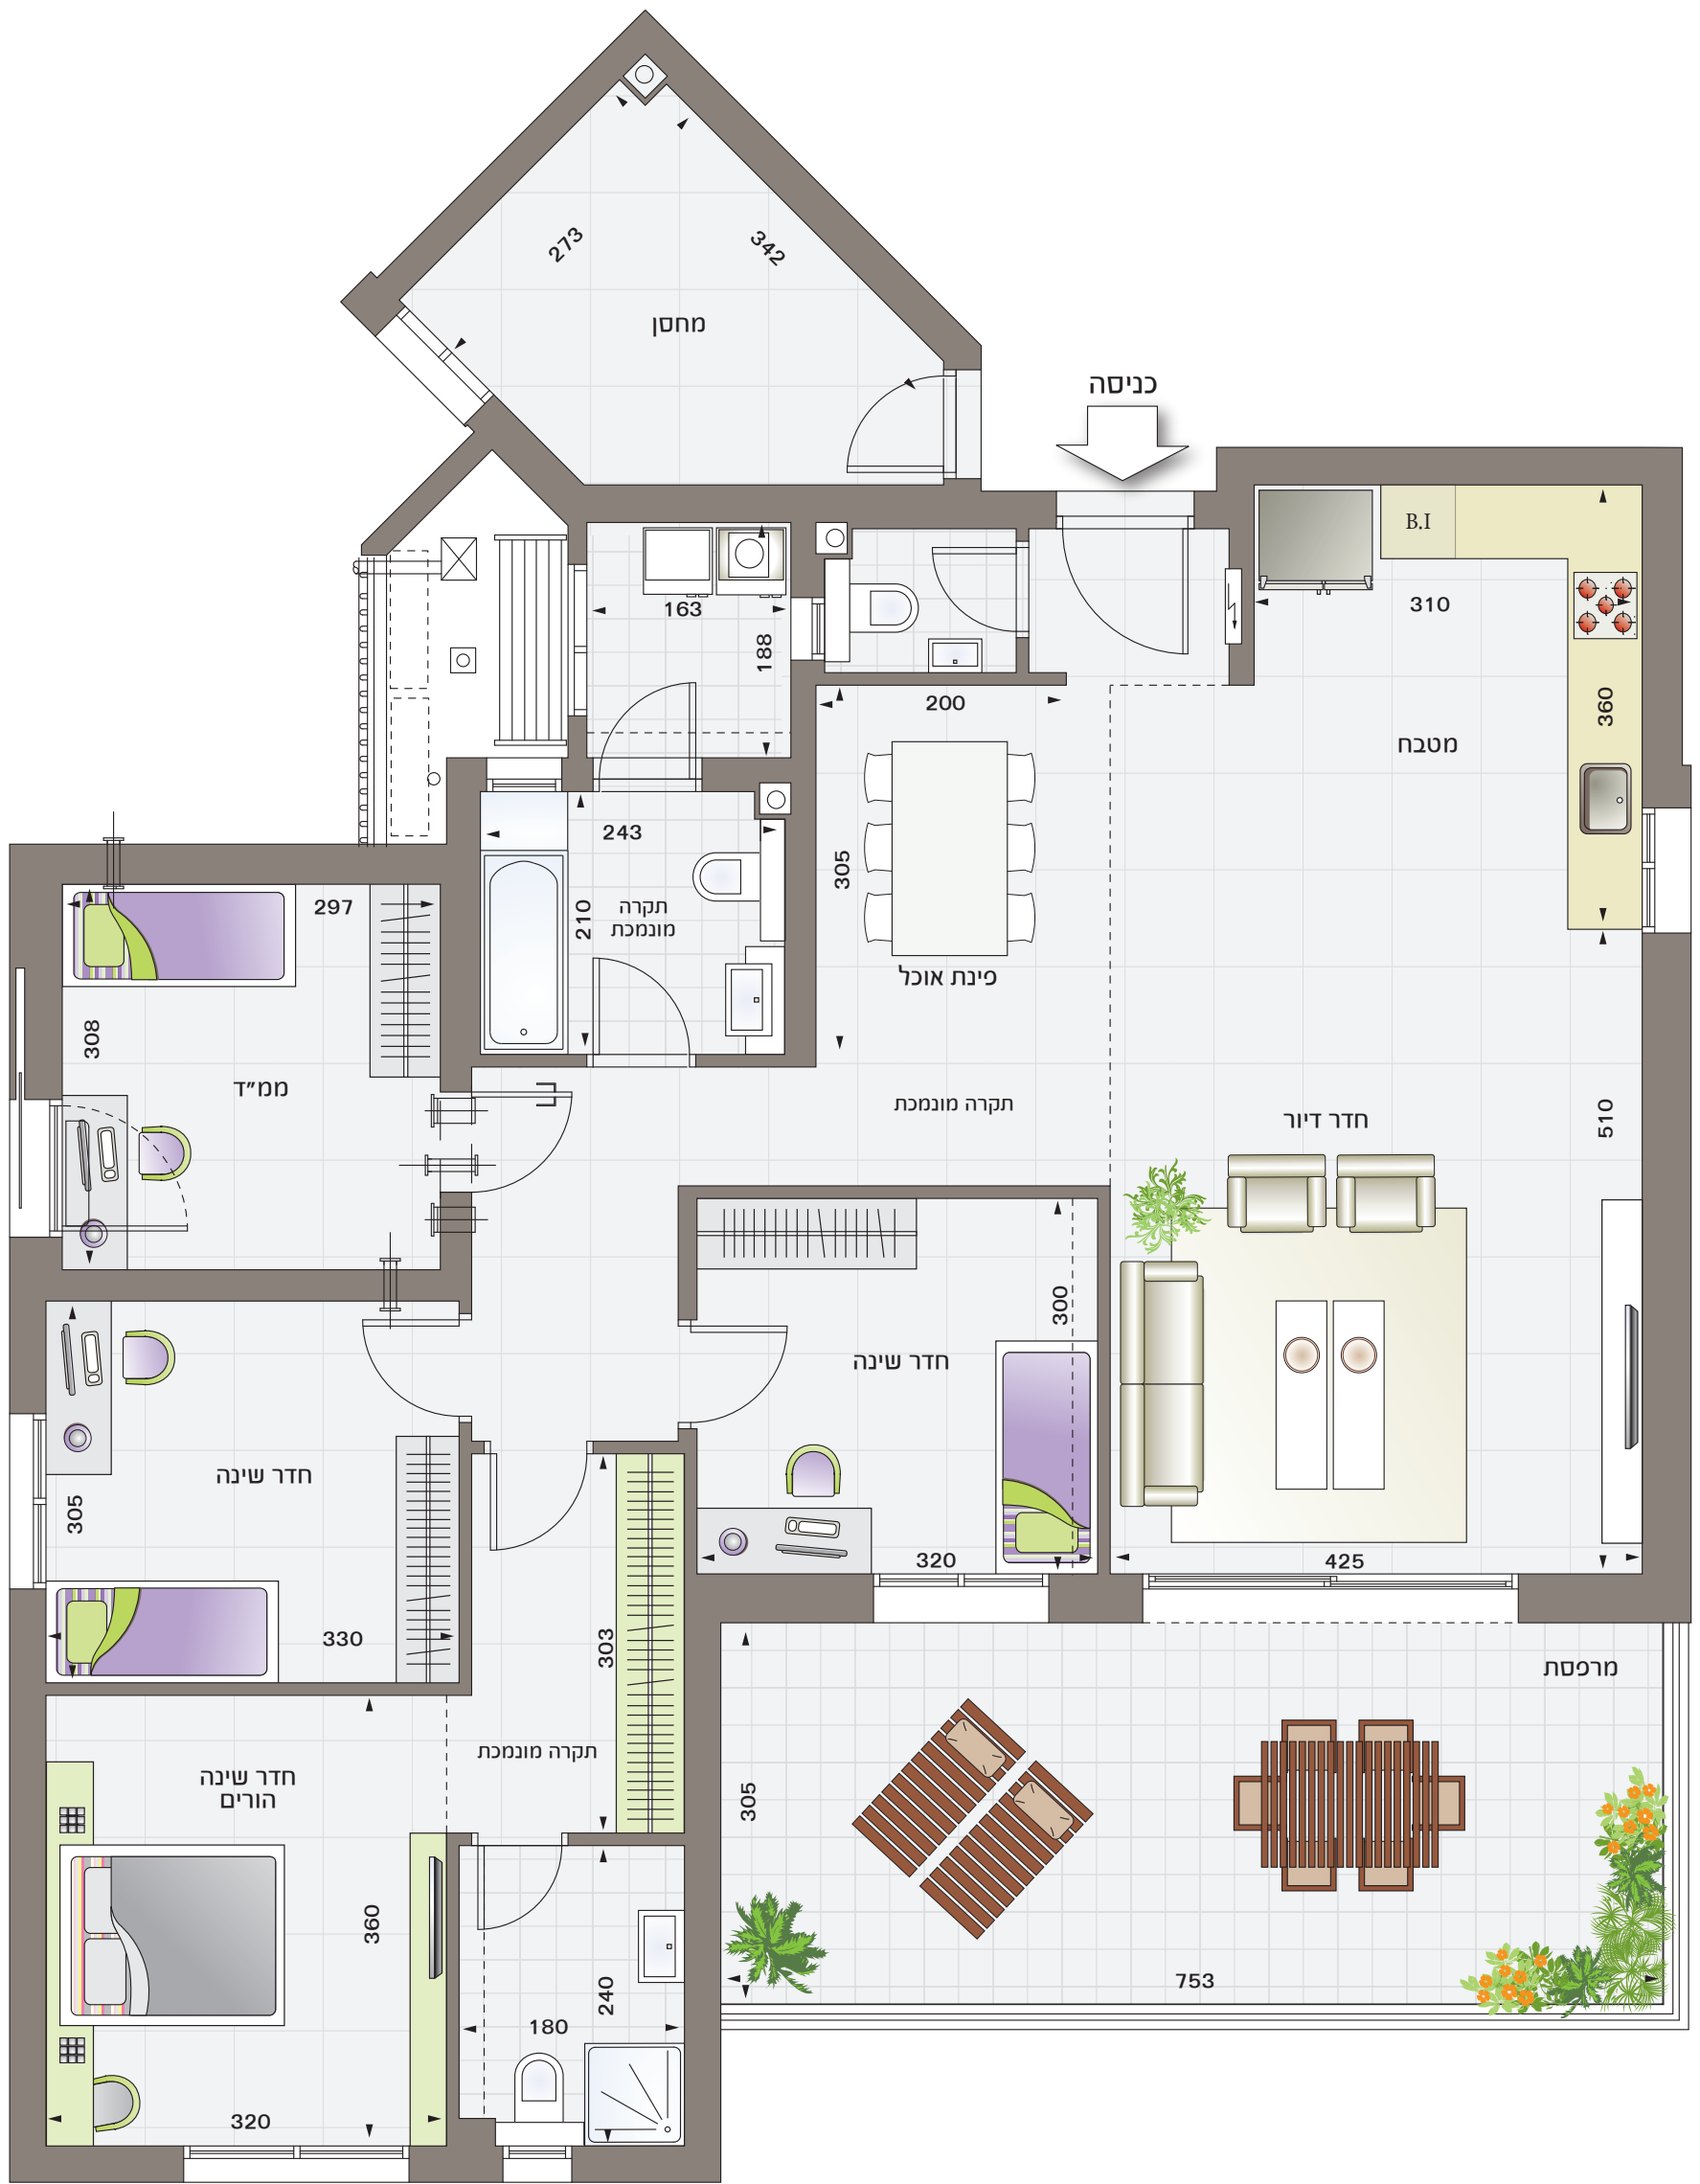 273
342
מחסן
כניסה
B.I
163
188
310
200
360
מטבח
243
305
297
210
תקרה
מונמכת
פינת אוכל
308
ממ״ד
תקרה מונמכת
חדר דיור
510
300
חדר שינה
חדר שינה
305
320
425
330
303
מרפסת
תקרה מונמכת
חדר שינה
הורים
305
360
753
240
180
320